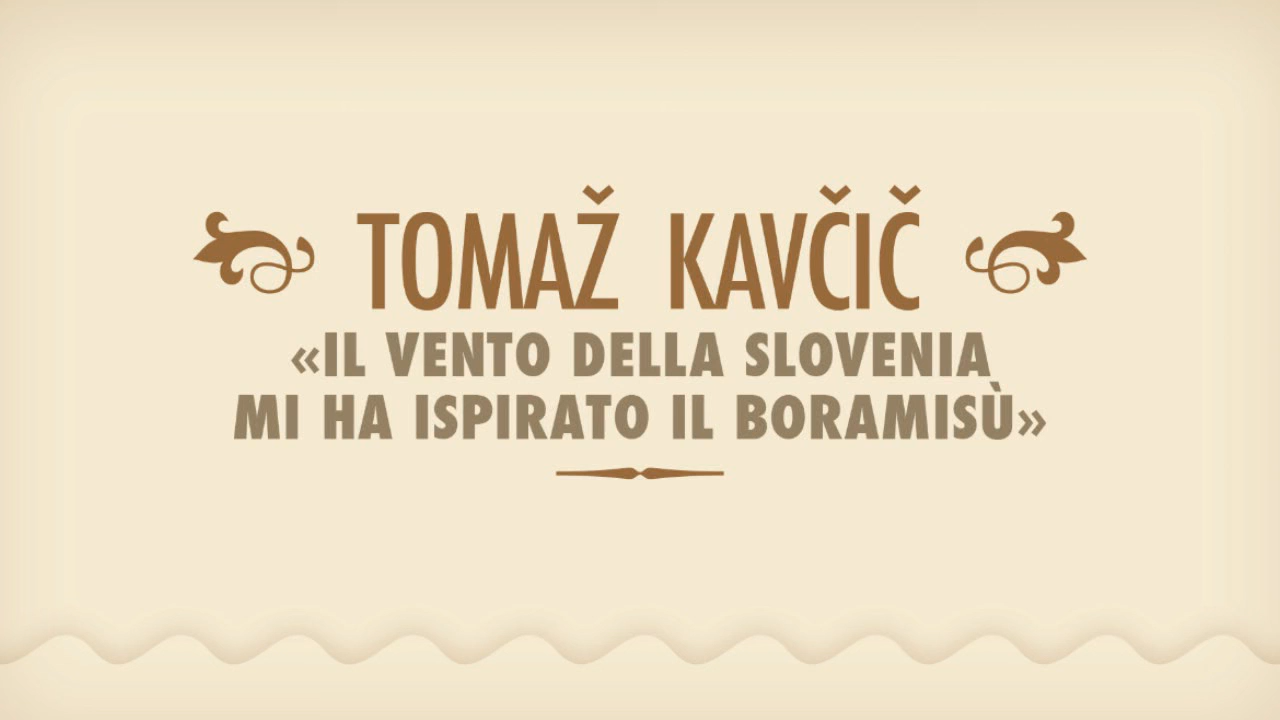 TOMAŽ KAVČIČ
«IL VENTO DELLA SLOVENIA
MI HA ISPIRATO IL BORAMISÙ»